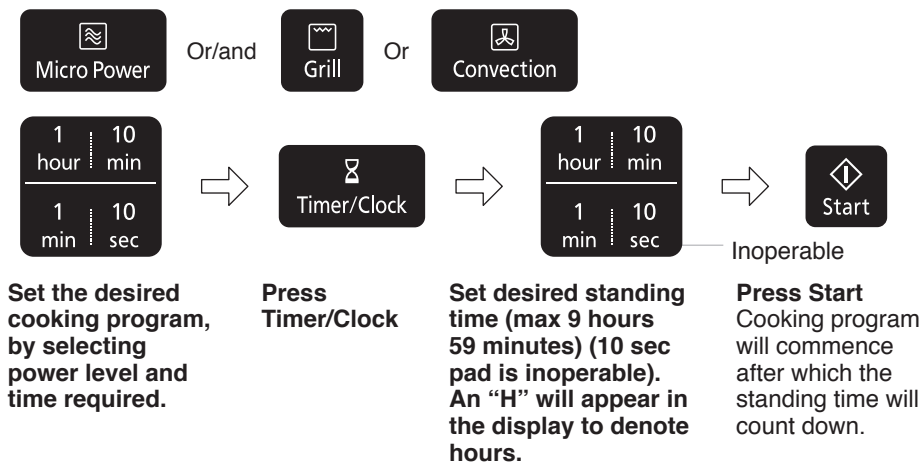 Micro Power
Or/and
Grill
Or
Convection
1 10
hour min
1 10
min sec
Timer/Clock
1 10
hour min
1 10
min sec
Inoperable
Start
Set the desired
cooking program,
by selecting
power level and
time required.
Press
Timer/Clock
Set desired standing
time (max 9 hours
59 minutes) (10 sec
pad is inoperable).
An “H” will appear in
the display to denote
hours.
Press Start
Cooking program
will commence
after which the
standing time will
count down.